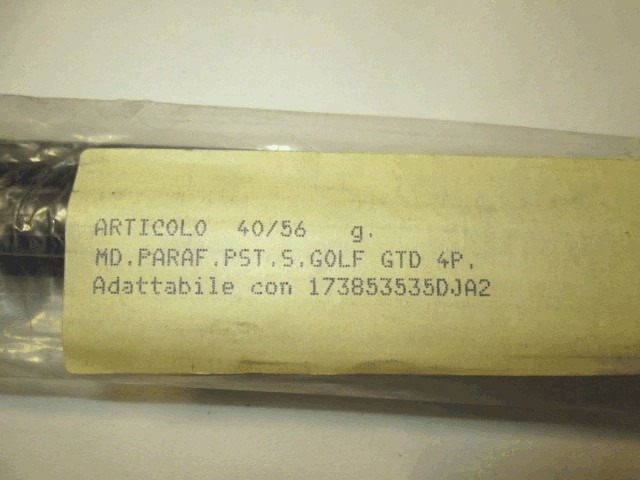 ARTICOLO 40/56 g.
MD.PARAF.PST.S.GOLF GTD 4P.
Adattabile con 173853535DJA2